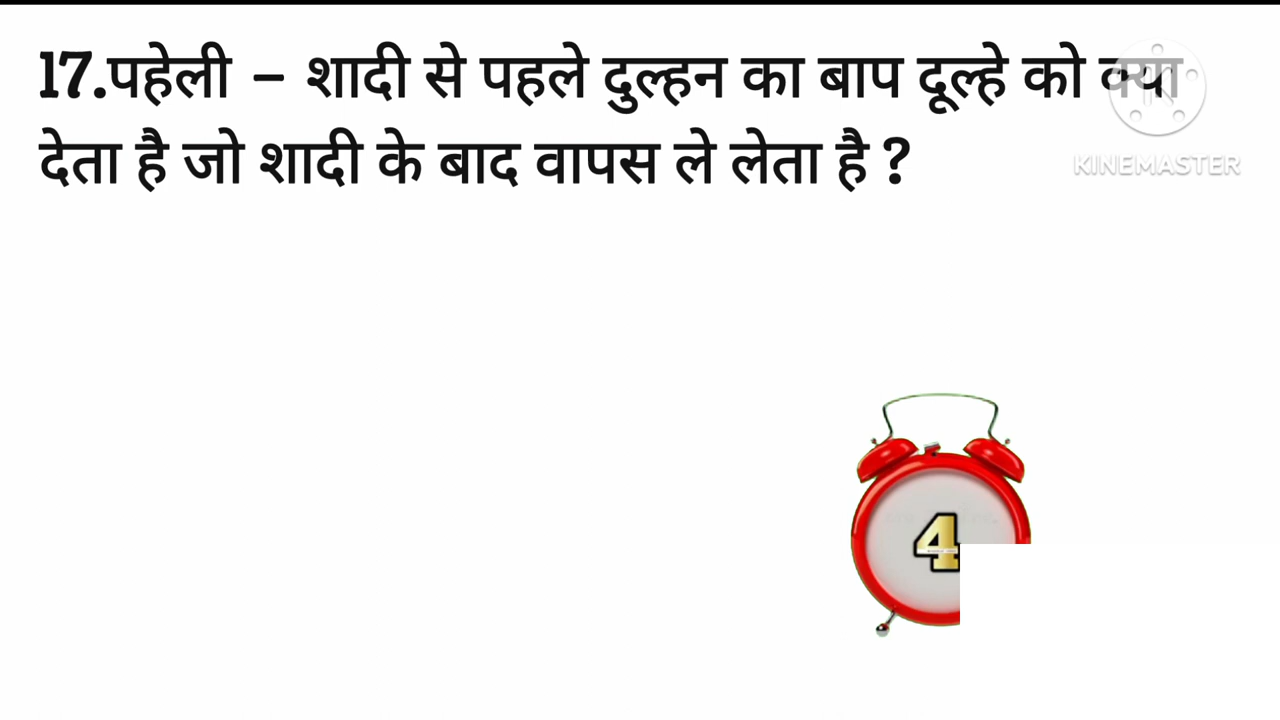 17.पहेली – शादी से पहले दुल्हन का बाप दूल्हे को क्या
देता है जो शादी के बाद वापस ले लेता है ?
KINEMASTER
4